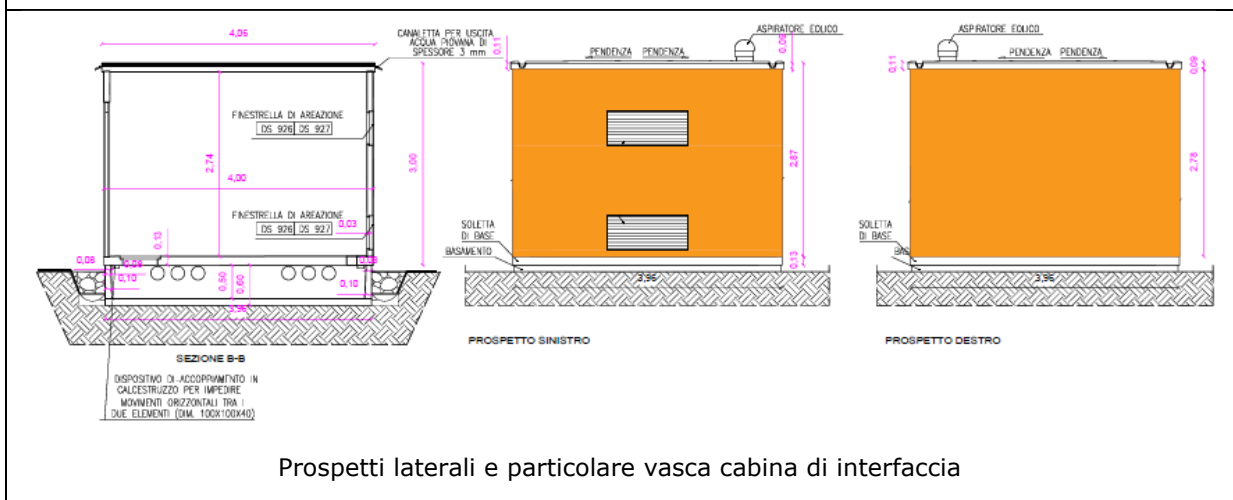 4,06
CANALETTA PER USCITA
ACQUA PIOVANA DI
SPESSORE 3 mm
FINESTRELLA DI AREAZIONE
DS 926 DS 927
2,74
3,00
4,00
FINESTRELLA DI AREAZIONE
DS 926 DS 927
0,03
0,13
0,08
0,10
0,50
0,60
0,10
3,96
SEZIONE B-B
DISPOSITIVO DI ACCOPPIAMENTO IN
CALCESTRUZZO PER IMPEDIRE
MOVIMENTI ORIZZONTALI TRA I
DUE ELEMENTI (DIM. 100X100X40)
ASPIRATORE EOLICO
0,11
PENDENZA PENDENZA
0,09
2,87
SOLETTA
DI BASE
BASAMENTO
0,13
3,96
PROSPETTO SINISTRO
ASPIRATORE EOLICO
0,11
PENDENZA PENDENZA
0,09
2,78
SOLETTA
DI BASE
3,96
PROSPETTO DESTRO
Prospetti laterali e particolare vasca cabina di interfaccia